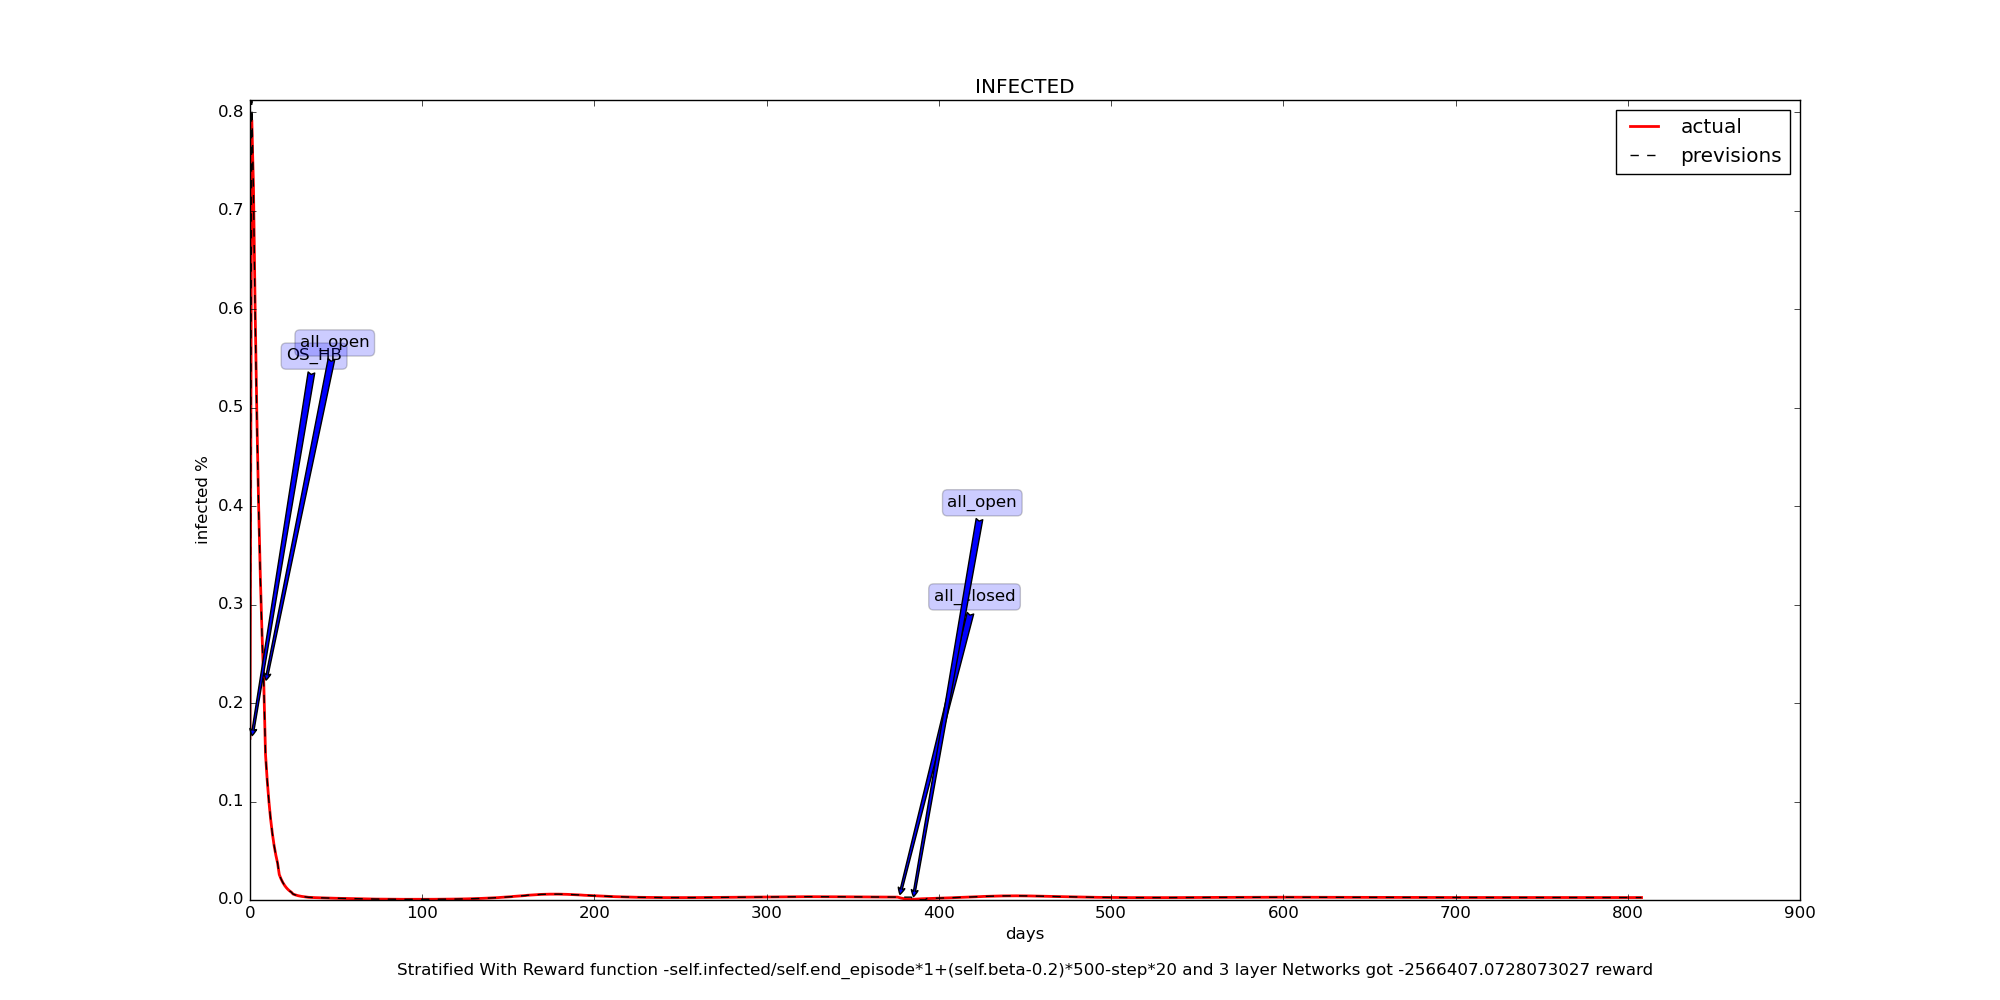 INFECTED
actual
previsions
0.8
0.7
0.6
0.5
0.4
0.3
0.2
0.1
0.0
infected %
all_open
OS_HB
all_open
all_closed
0 100 200 300 400 500 600 700 800 900
days
Stratified With Reward function -self.infected/self.end_episode*1+(self.beta-0.2)*500-step*20 and 3 layer Networks got -2566407.0728073027 reward